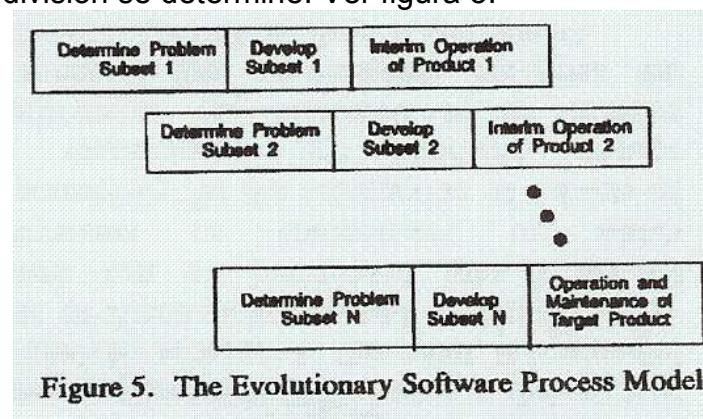 división se determine. Ver figura 5.
Determine Problem
Subset 1
Develop
Subset 1
Interim Operation
of Product 1
Determine Problem
Subset 2
Develop
Subset 2
Interim Operation
of Product 2
Determine Problem
Subset N
Develop
Subset N
Operation and
Maintenance of
Target Product
Figure 5. The Evolutionary Software Process Model